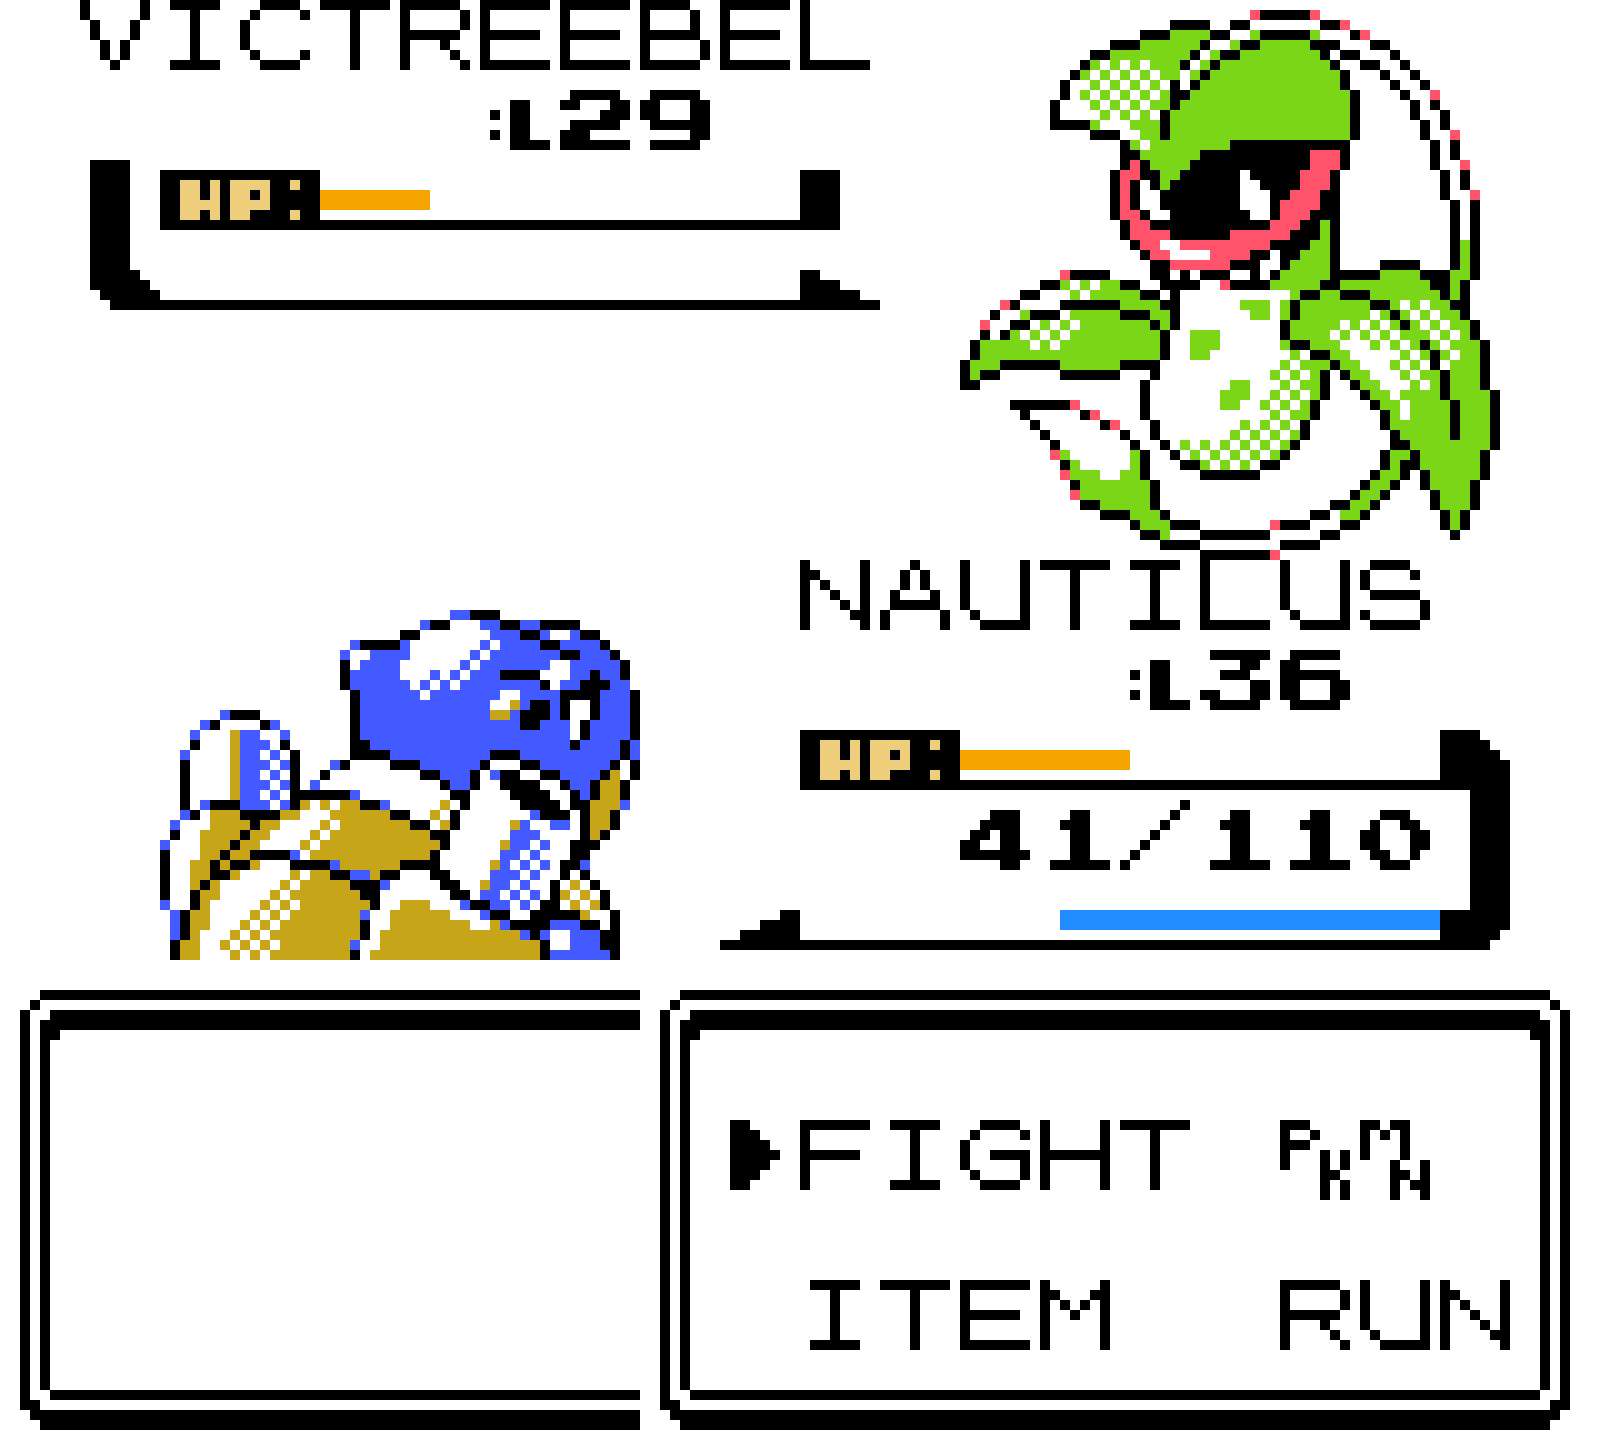 VICTREEBEL
:L29
HP:
NAUTICUS
:L36
HP:
41/110
▶FIGHT PKMN
ITEM RUN